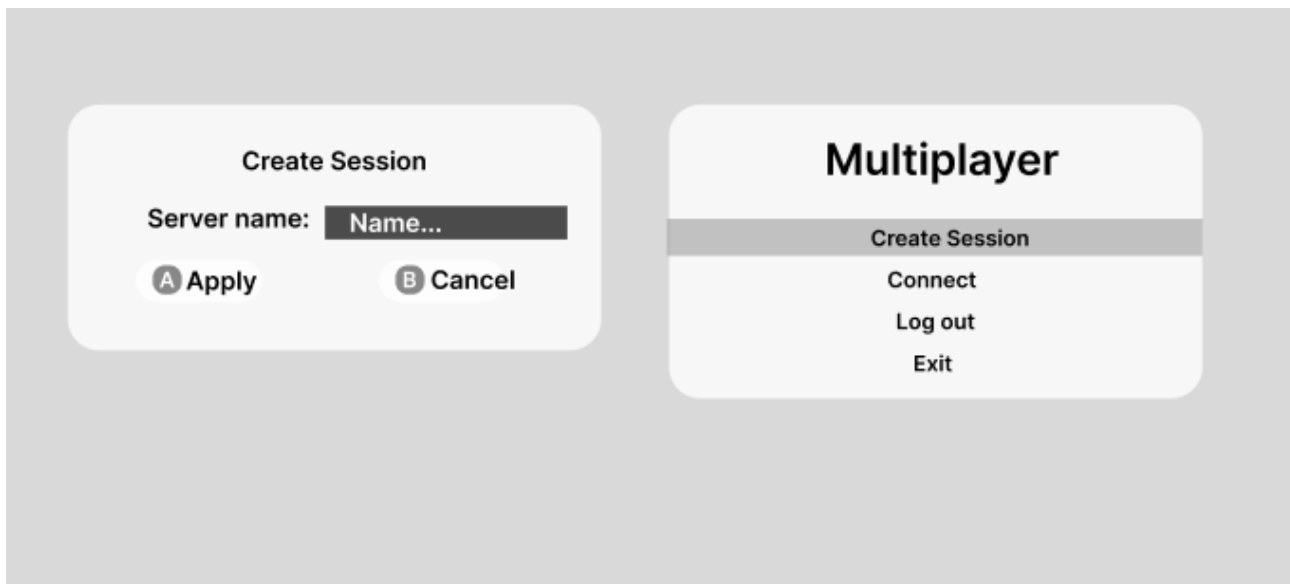 Create Session
Server name: Name...
A Apply B Cancel
Multiplayer
Create Session
Connect
Log out
Exit